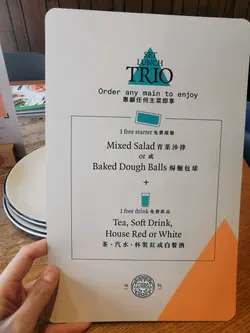 SET
LUNCH
TRIO
Order any main to enjoy
惠顧任何主菜即享
1 free starter 免費頭盤
Mixed Salad 青菜沙律
or 或
Baked Dough Balls 焗麵包球
+
1 free drink 免費飲品
Tea, Soft Drink,
House Red or White
茶、汽水、杯裝紅或白餐酒